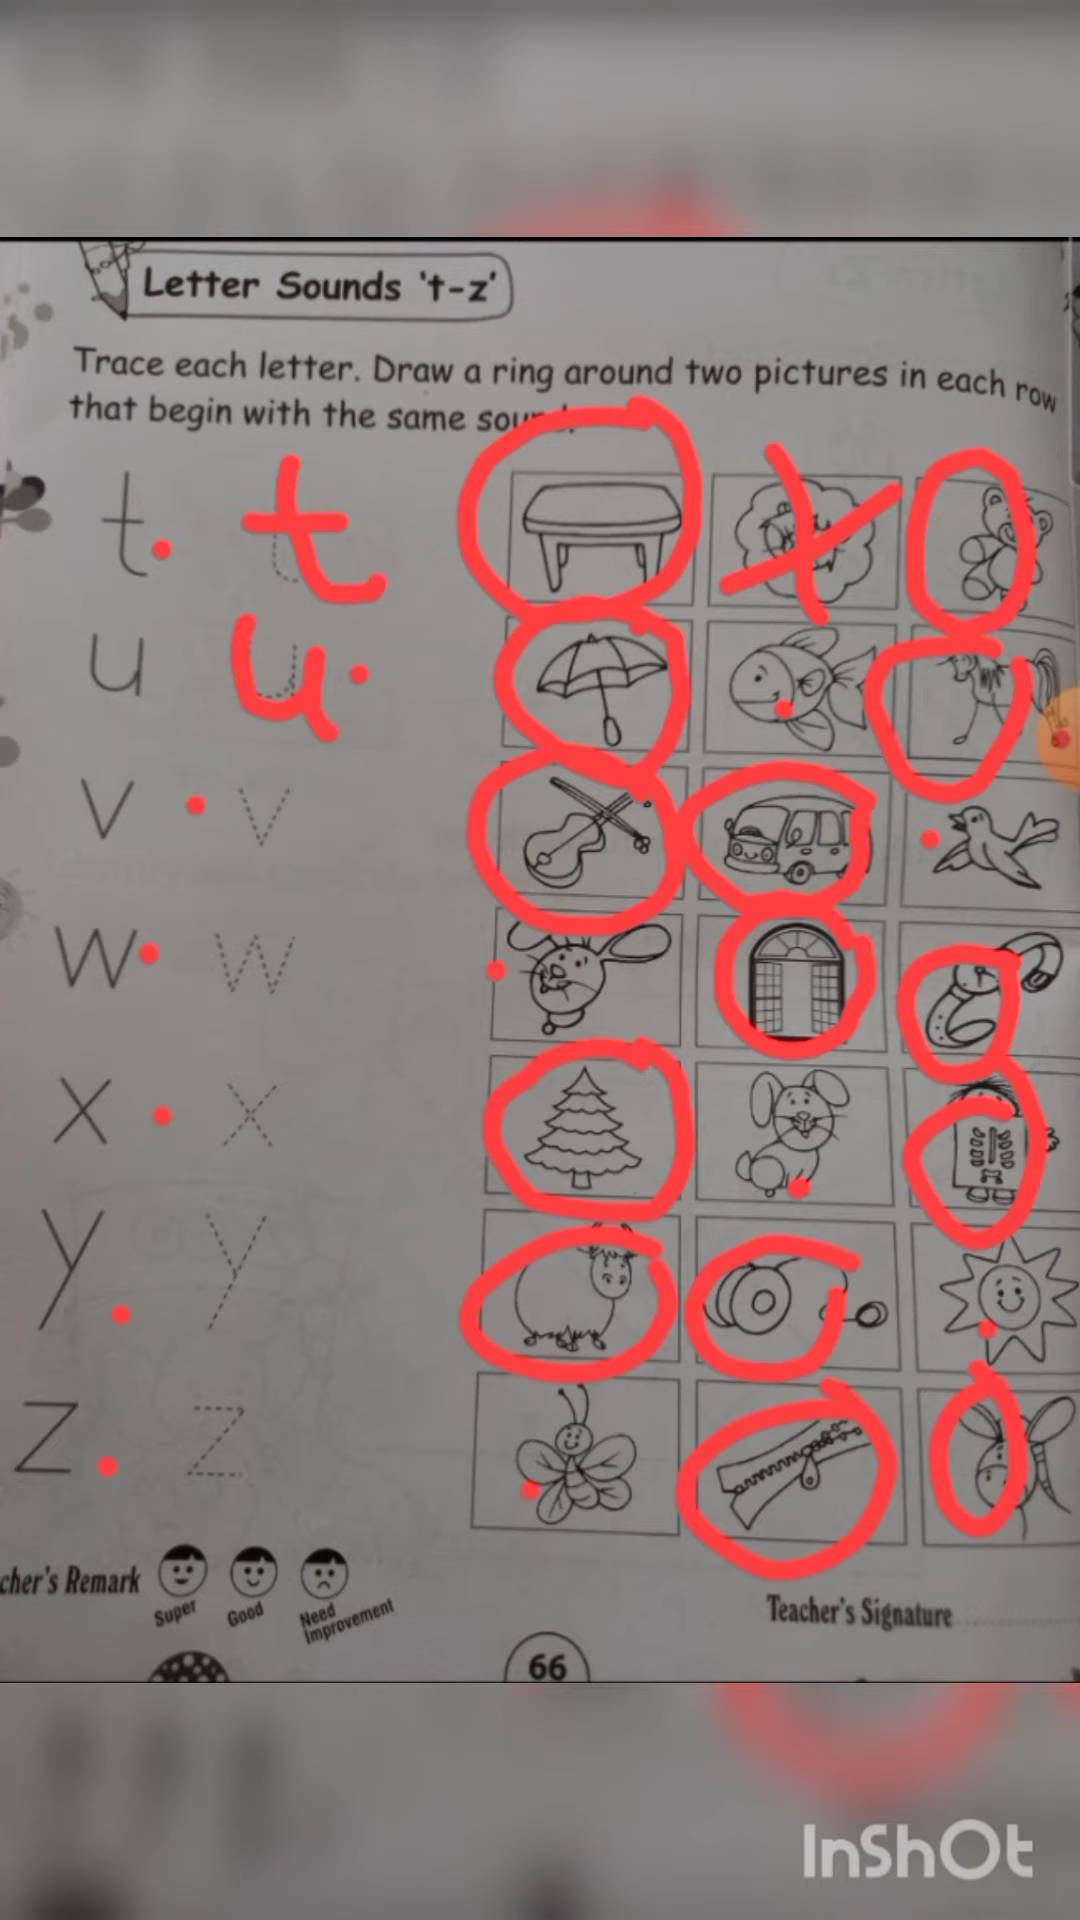 Letter Sounds 't-z'
Trace each letter. Draw a ring around two pictures in each row
that begin with the same
t t
u u
v v
w w
x x
y y
z z
cher's Remark
Super
Good
Need
Improvement
Teacher's Signature
66
InShOt